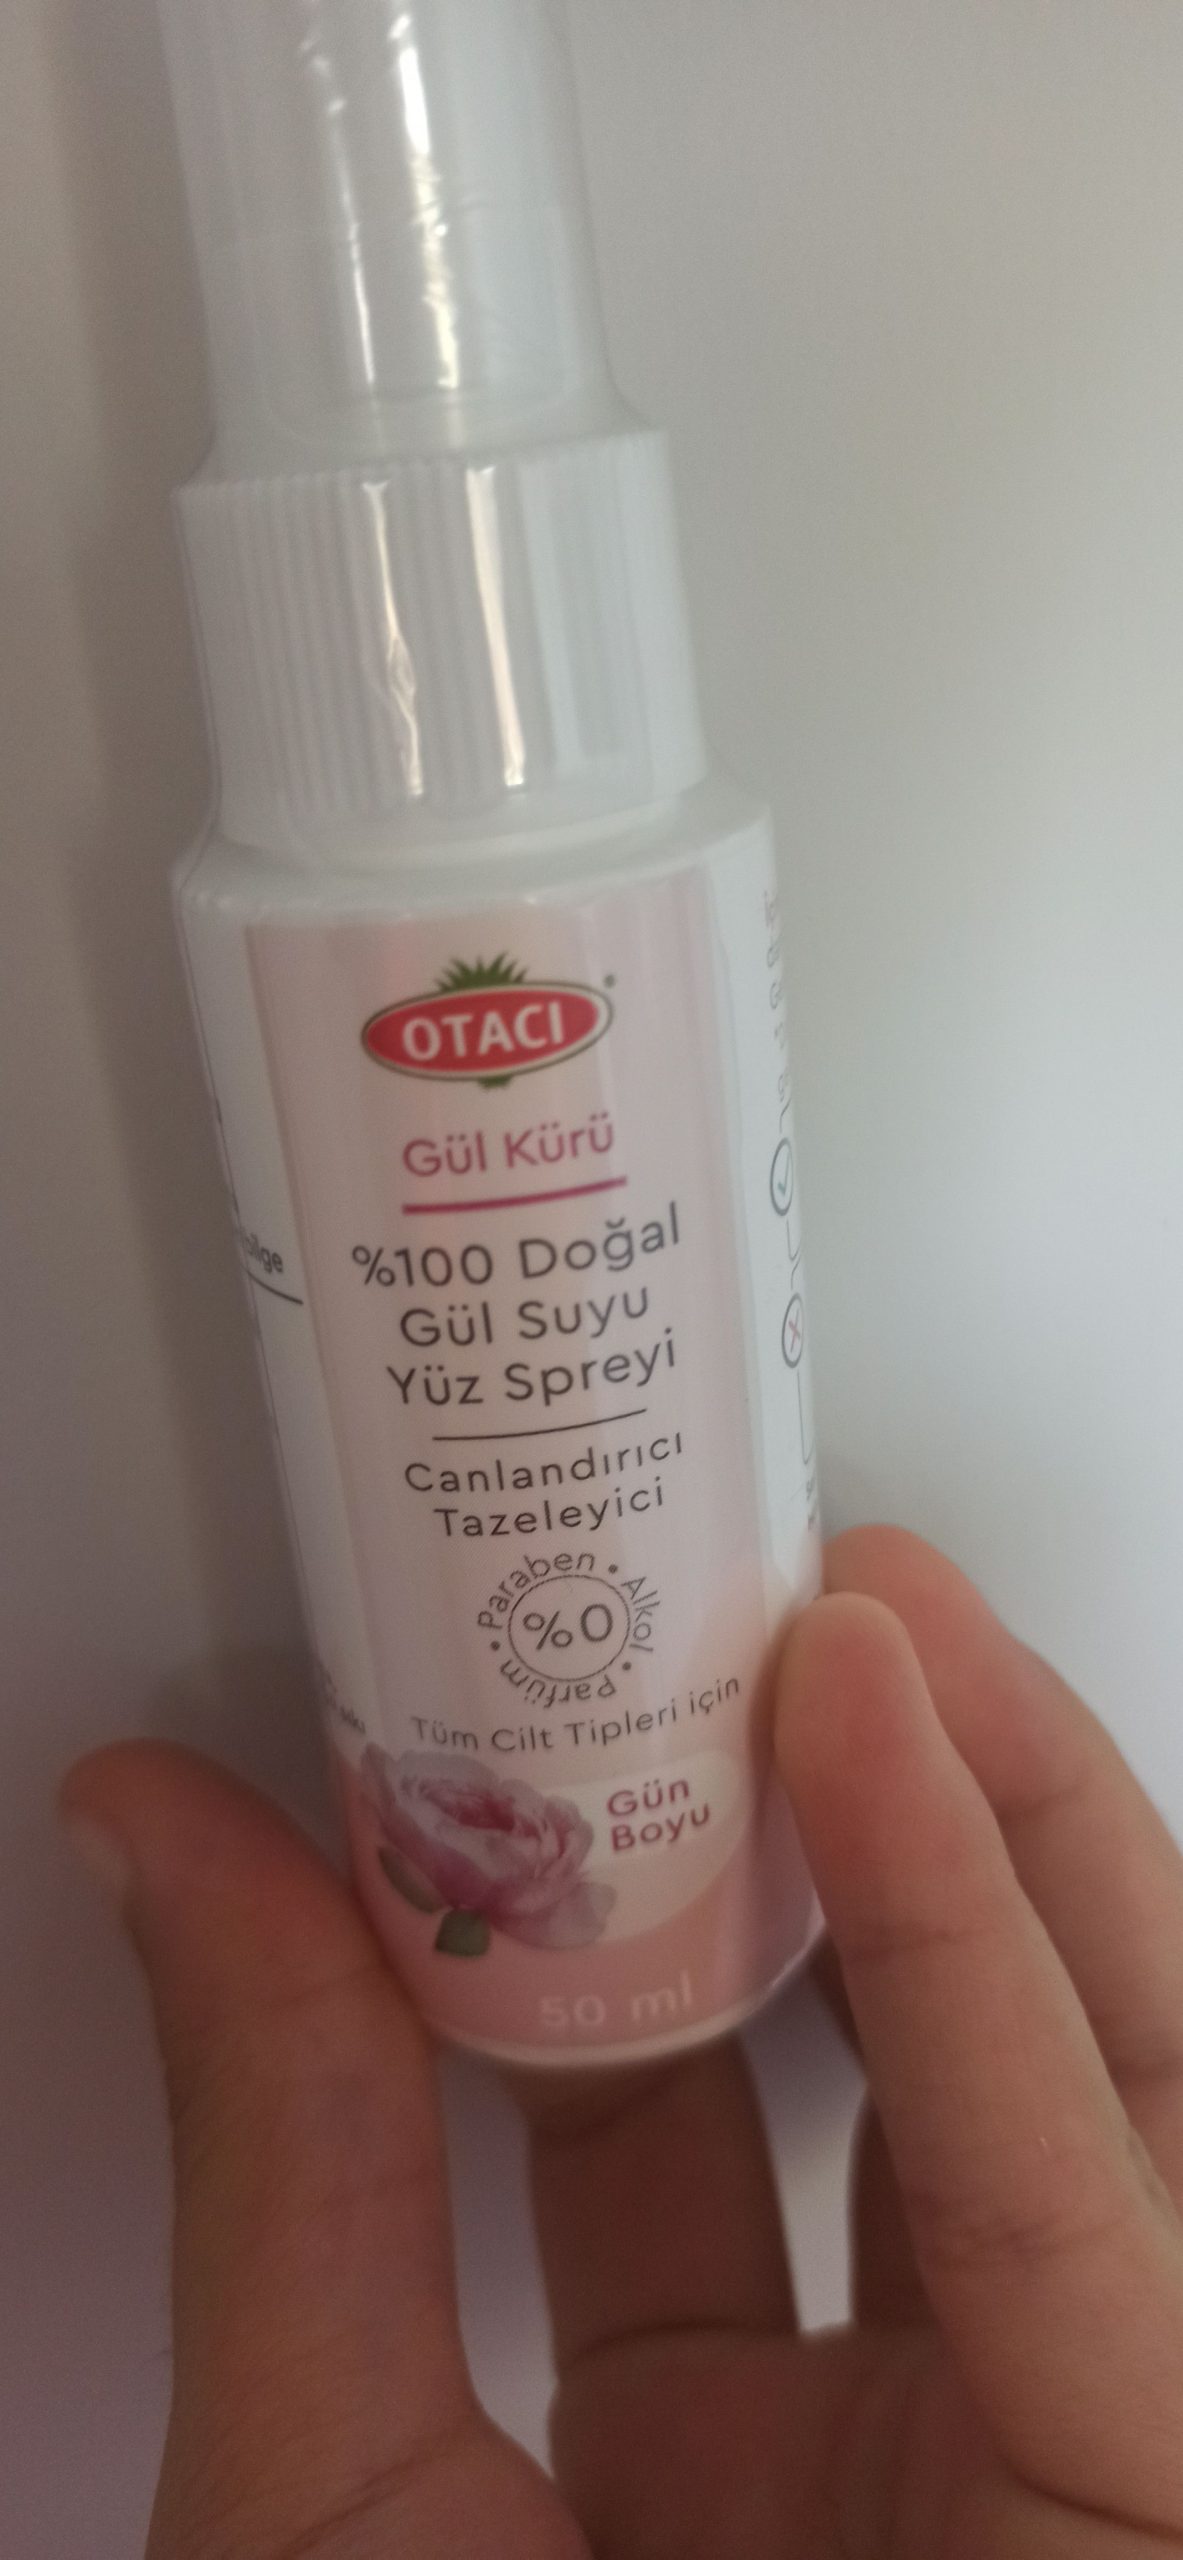 OTACI
Gül Kürü
%100 Doğal
Gül Suyu
Yüz Spreyi
Canlandırıcı
Tazeleyici
Paraben • Alkol • Parfüm •
%0
Tüm Cilt Tipleri için
Gün
Boyu
50 ml